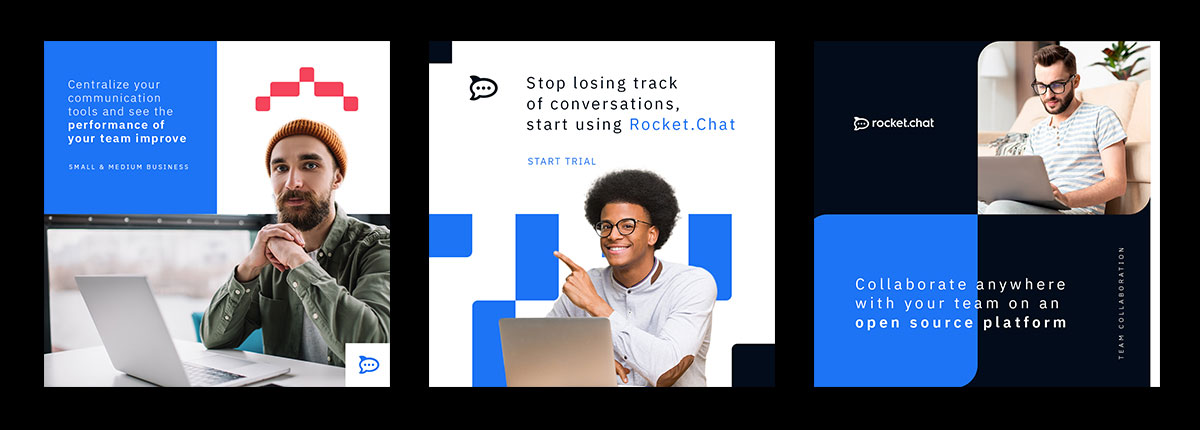 Centralize your
communication
tools and see the
performance of
your team improve
SMALL & MEDIUM BUSINESS
Stop losing track
of conversations,
start using Rocket.Chat
START TRIAL
rocket.chat
Collaborate anywhere
with your team on an
open source platform
TEAM COLLABORATION